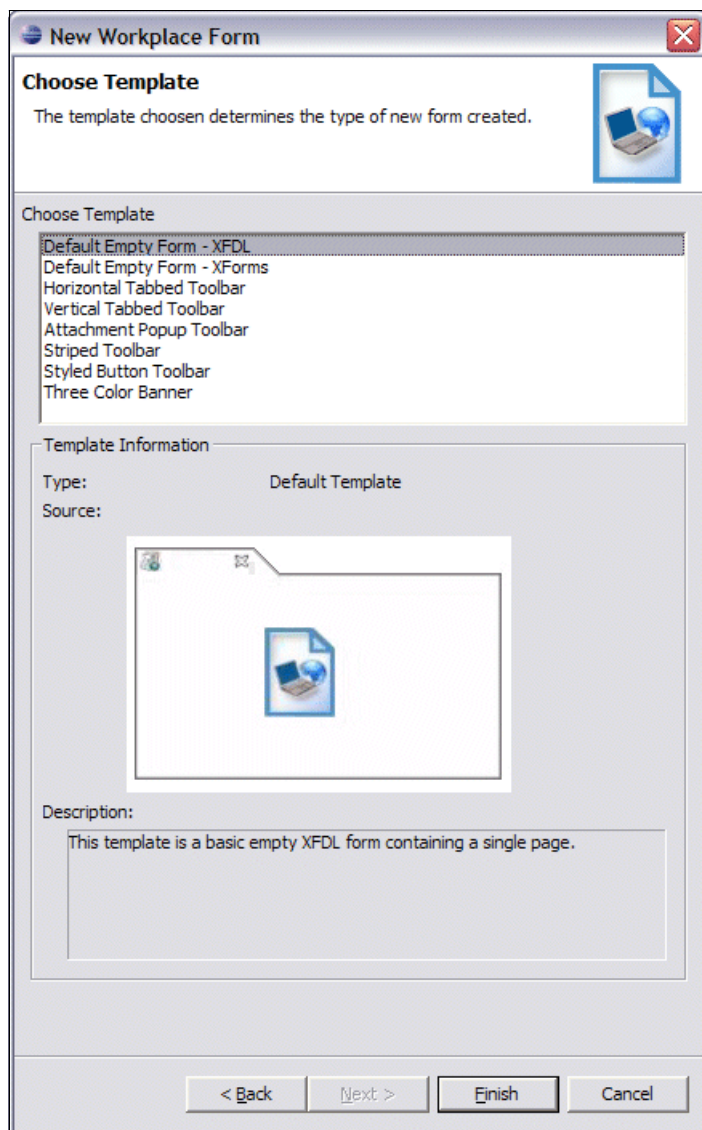 New Workplace Form
Choose Template
The template choosen determines the type of new form created.
Choose Template
Default Empty Form - XFDL
Default Empty Form - XForms
Horizontal Tabbed Toolbar
Vertical Tabbed Toolbar
Attachment Popup Toolbar
Striped Toolbar
Styled Button Toolbar
Three Color Banner
Template Information
Type: Default Template
Source:
Description:
This template is a basic empty XFDL form containing a single page.
< Back Next > Finish Cancel